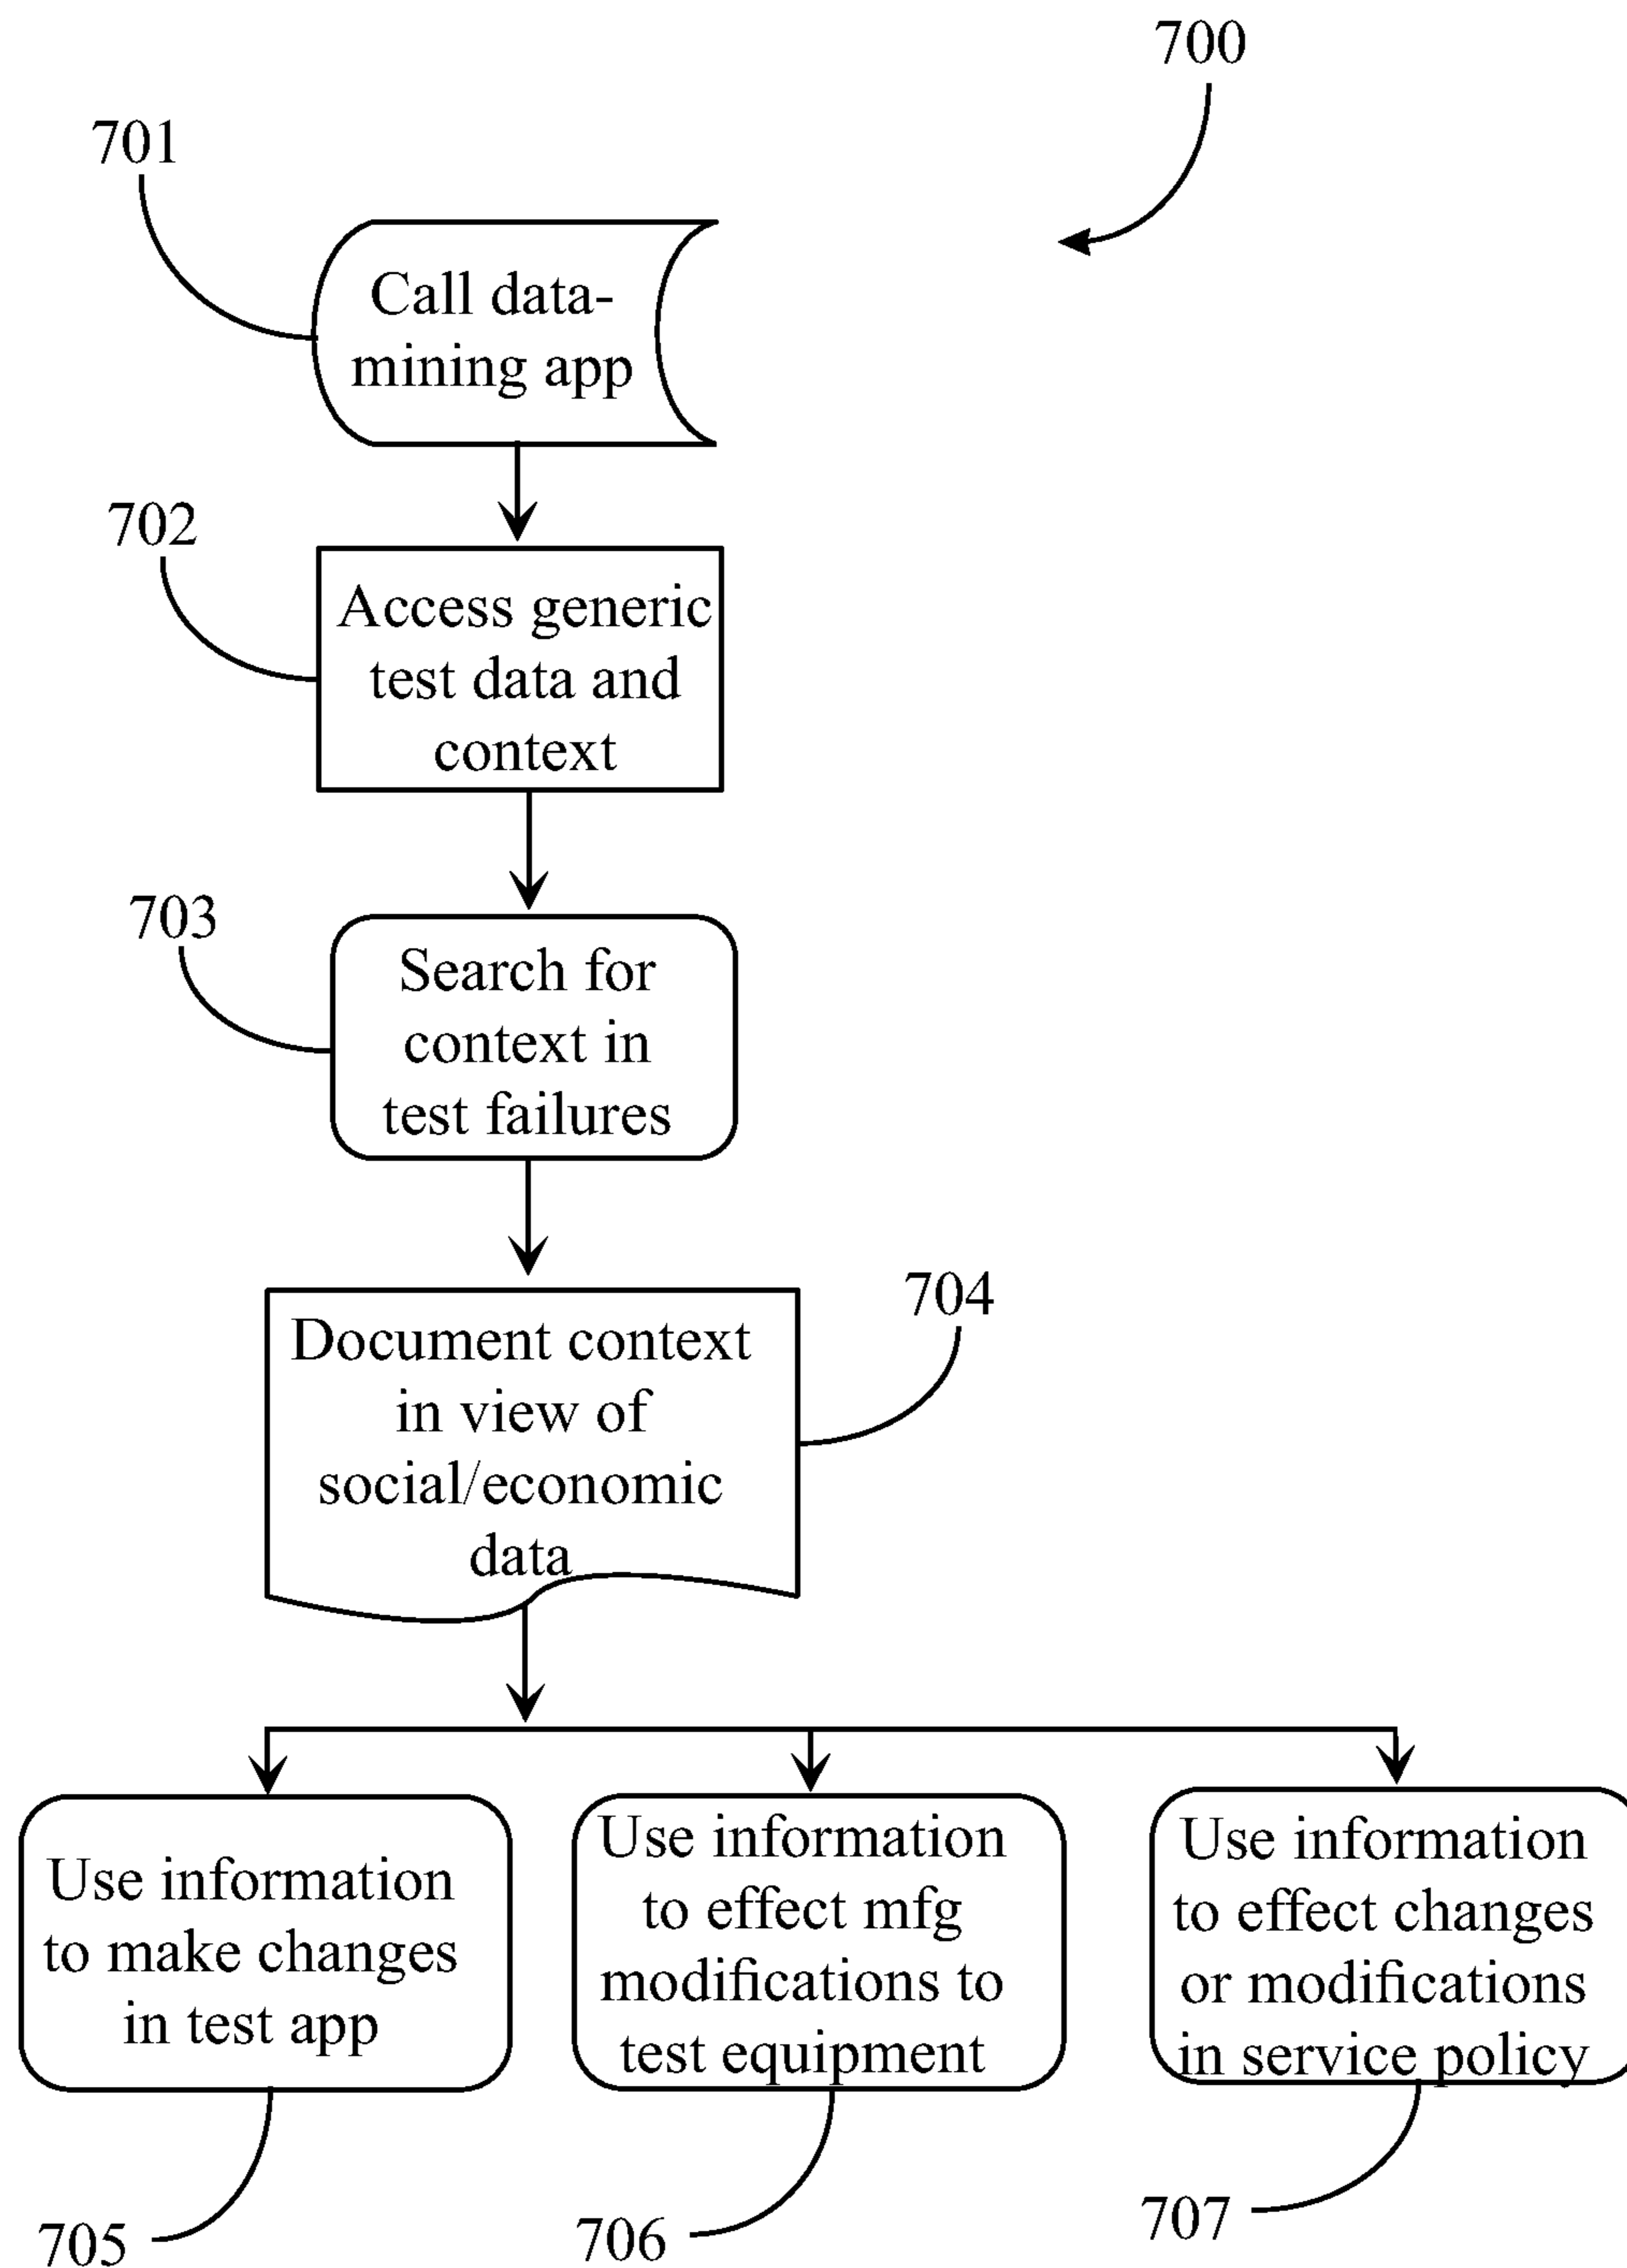 700
701
Call data-
mining app
702
Access generic
test data and
context
703
Search for
context in
test failures
704
Document context
in view of
social/economic
data
Use information
to make changes
in test app
Use information
to effect mfg
modifications to
test equipment
Use information
to effect changes
or modifications
in service policy
705
706
707